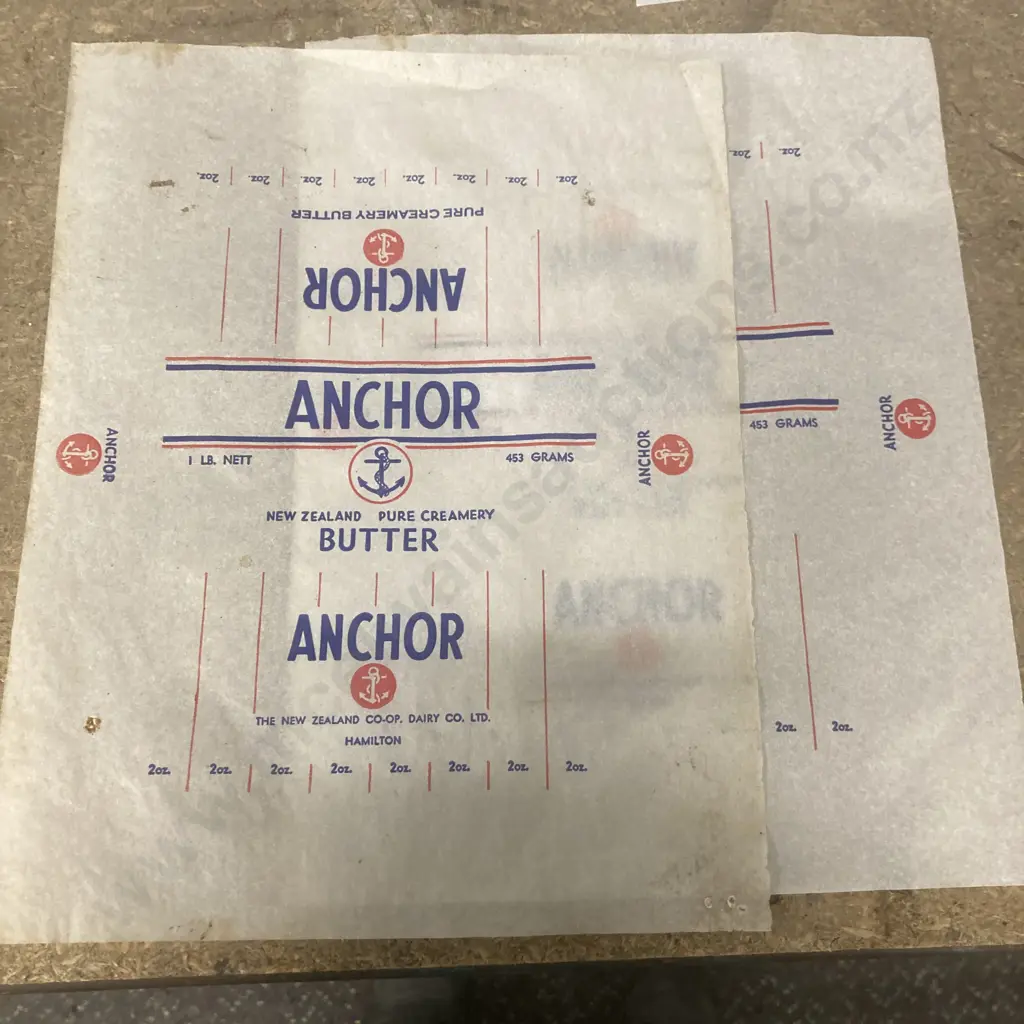 2oz. 2oz. 2oz. 2oz. 2oz. 2oz. 2oz. 2oz.
PURE CREAMERY BUTTER
ANCHOR
ANCHOR
1 LB. NETT 453 GRAMS
ANCHOR
ANCHOR
NEW ZEALAND PURE CREAMERY
BUTTER
ANCHOR
THE NEW ZEALAND CO-OP. DAIRY CO. LTD.
HAMILTON
2oz. 2oz. 2oz. 2oz. 2oz. 2oz. 2oz. 2oz.
2oz. 2oz.
453 GRAMS
ANCHOR
2oz. 2oz.
ANCHOR